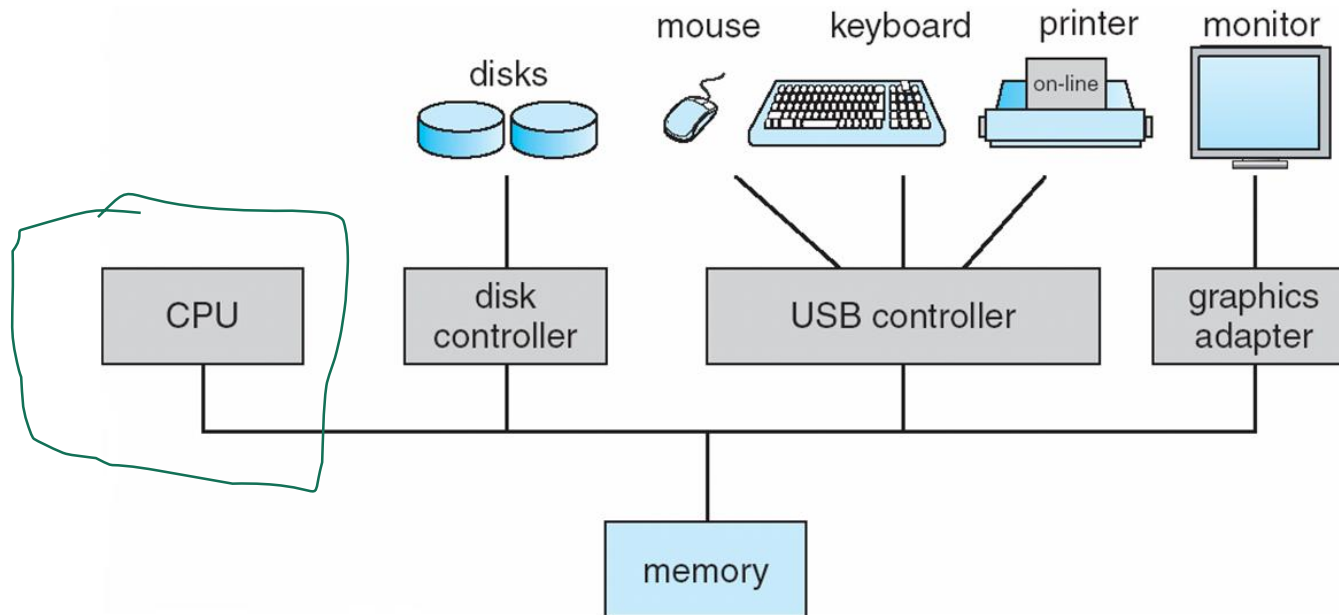 mouse
keyboard
printer
monitor
disks
on-line
CPU
disk
controller
USB controller
graphics
adapter
memory